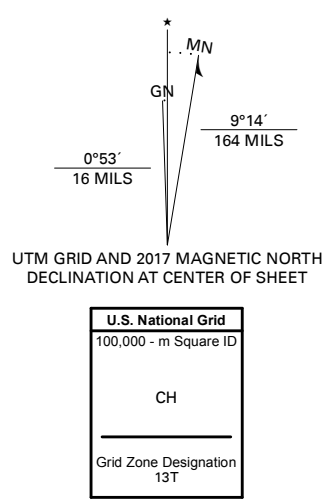 ★
MN
GN
9°14´
164 MILS
0°53´
16 MILS
UTM GRID AND 2017 MAGNETIC NORTH
DECLINATION AT CENTER OF SHEET
U.S. National Grid
100,000 - m Square ID
CH
Grid Zone Designation
13T